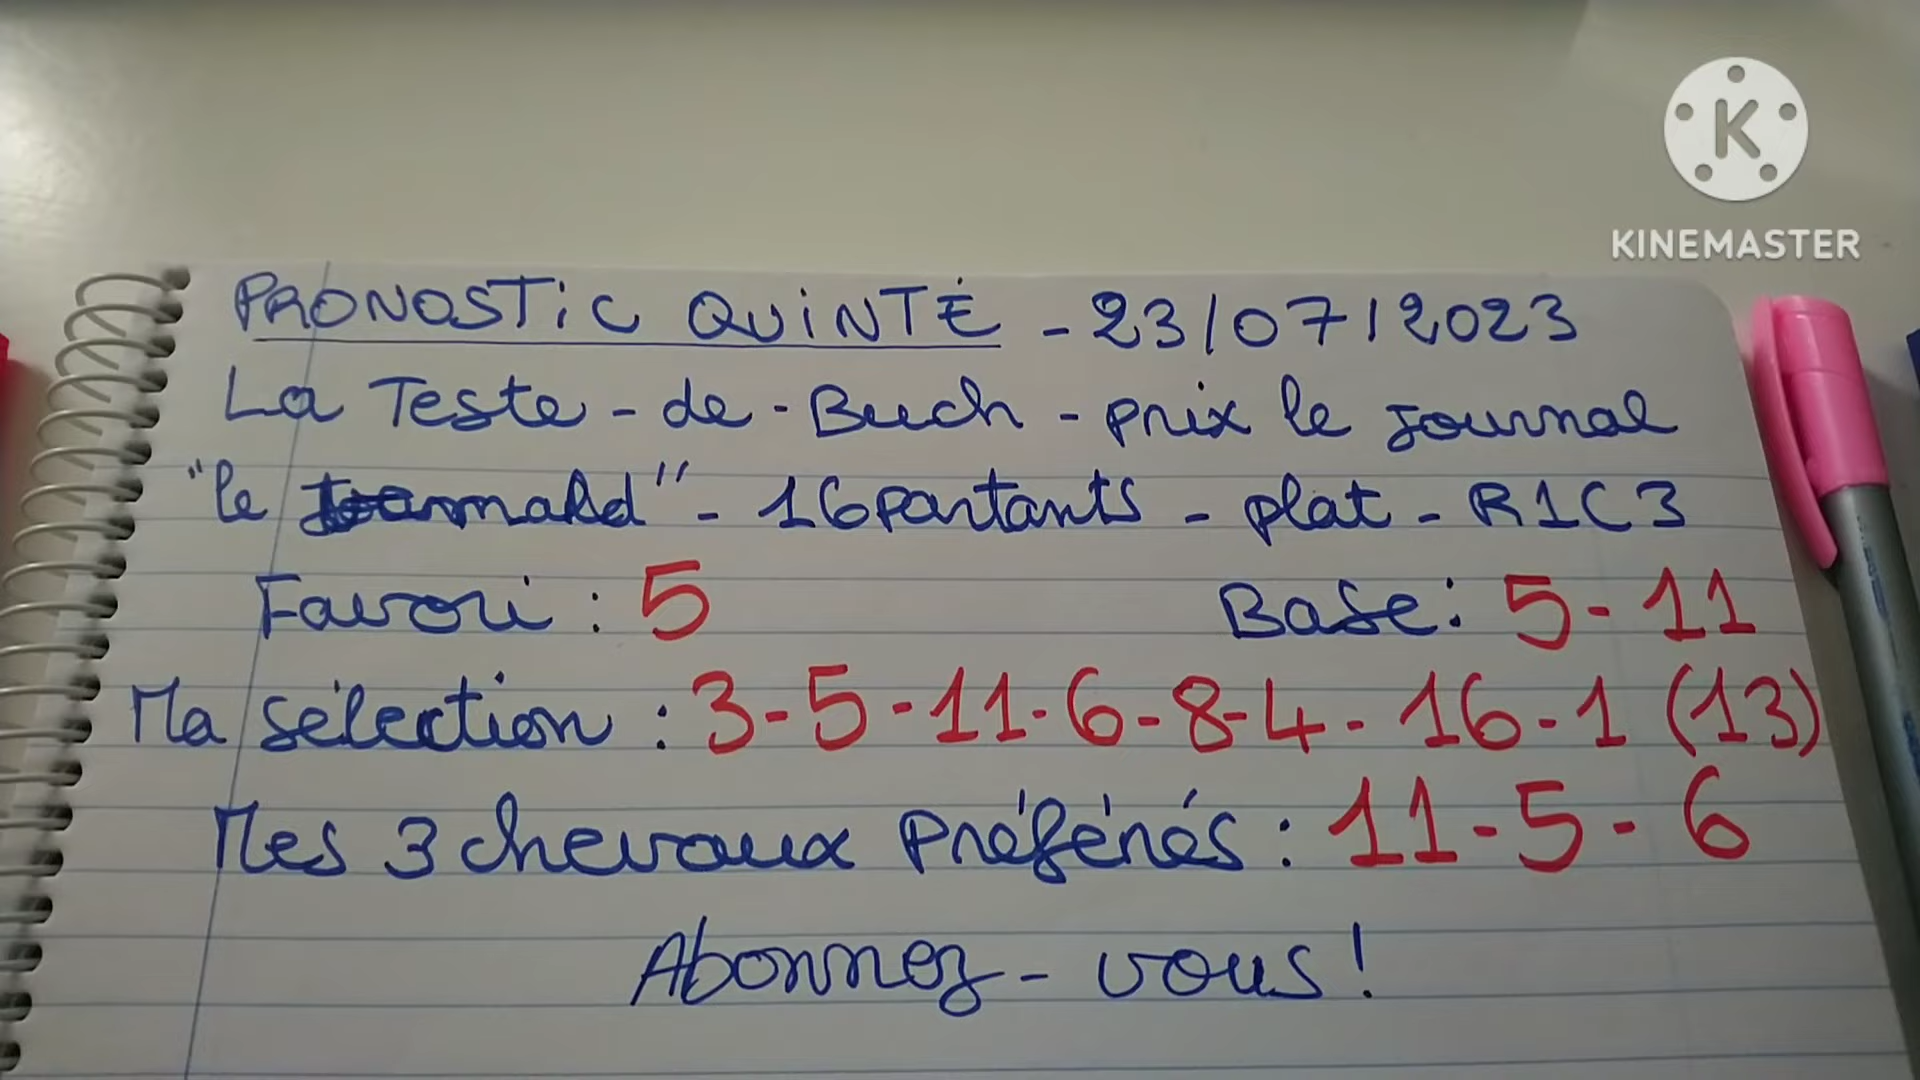 K
KINEMASTER
PRONOSTiC QUiNTÉ - 23/07/2023
La Teste-de-Buch - prix le journal
"le " - 16 partants - plat - R1C3
Favori : 5 Base : 5 - 11
Ma sélection : 3 - 5 - 11 - 6 - 8 - 4 - 16 - 1 (13)
Mes 3 chevaux préférés : 11 - 5 - 6
Abonnez - vous !